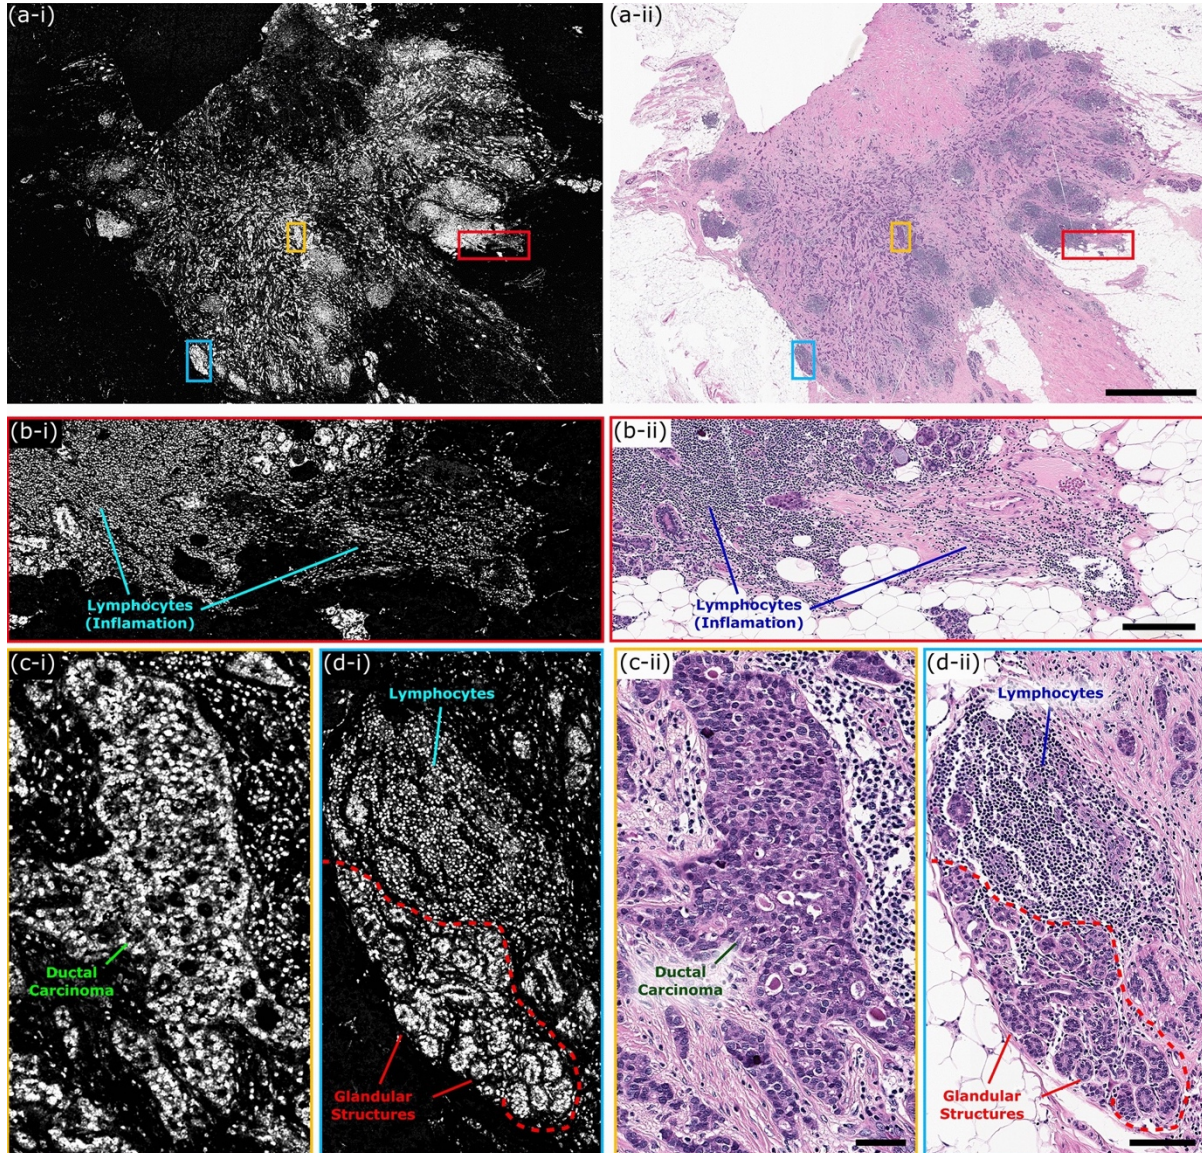 (a-i)
(a-ii)
(b-i)
Lymphocytes
(Inflamation)
(b-ii)
Lymphocytes
(Inflamation)
(c-i)
Ductal
Carcinoma
(d-i)
Lymphocytes
Glandular
Structures
(c-ii)
Ductal
Carcinoma
(d-ii)
Lymphocytes
Glandular
Structures